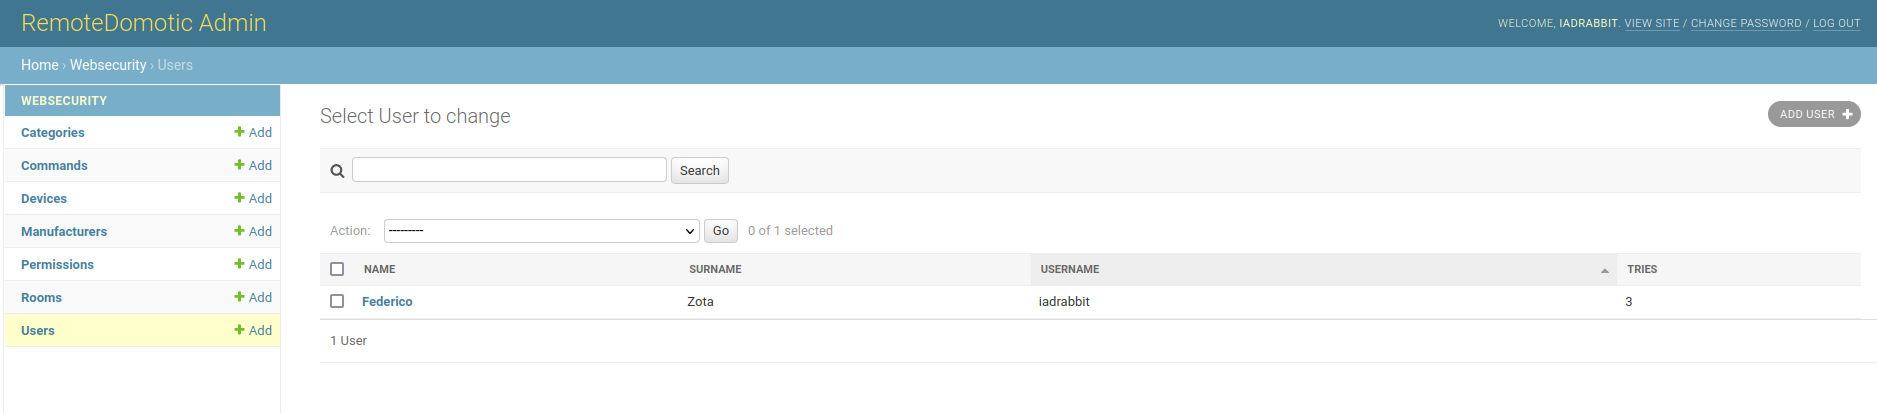 RemoteDomotic Admin
WELCOME, IADRABBIT. VIEW SITE / CHANGE PASSWORD / LOG OUT
Home › Websecurity › Users
WEBSECURITY
Categories Add
Commands Add
Devices Add
Manufacturers Add
Permissions Add
Rooms Add
Users Add
Select User to change
ADD USER
Search
Action: --------- Go 0 of 1 selected
NAME SURNAME USERNAME TRIES
Federico Zota iadrabbit 3
1 User